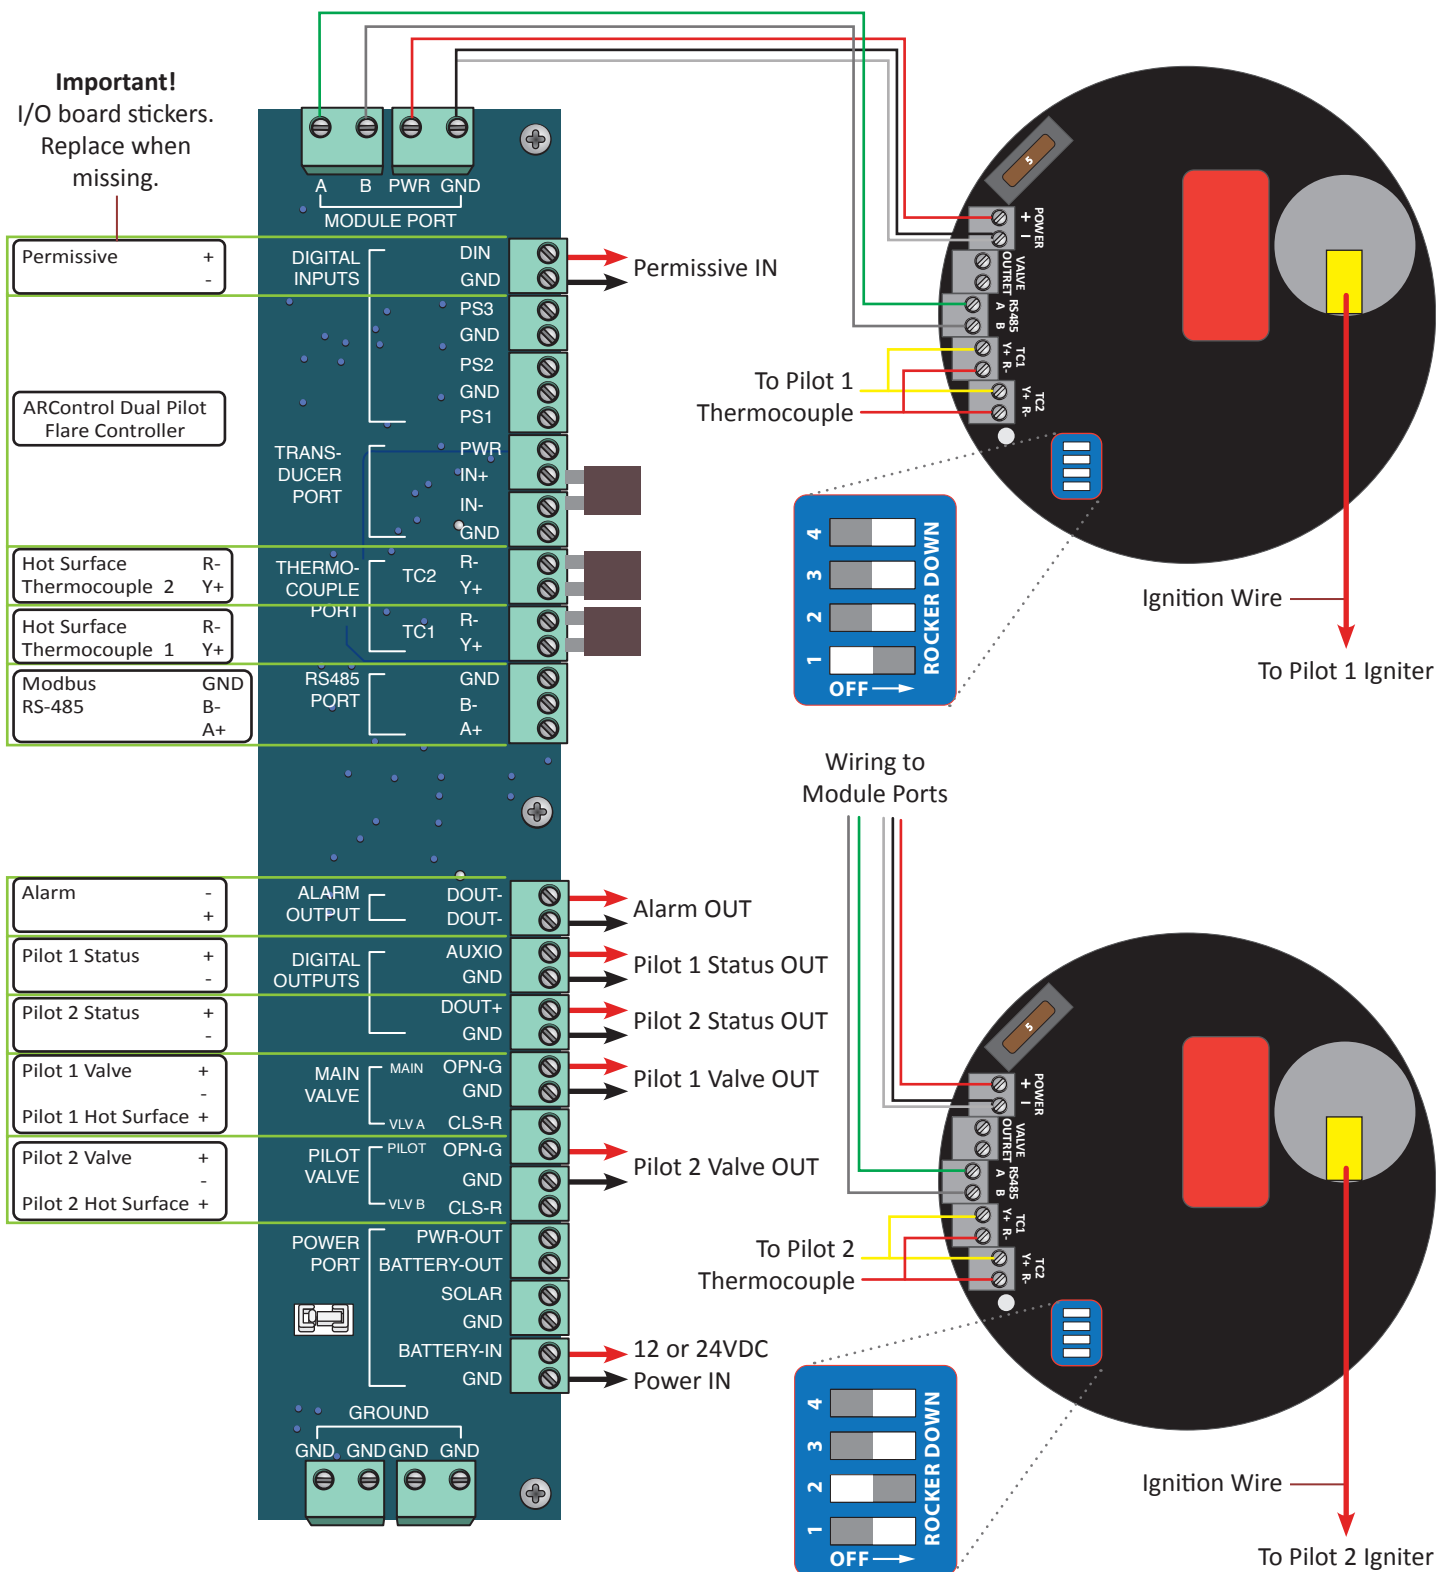 Important!
I/O board stickers.
Replace when
missing.
A B PWR GND
MODULE PORT
Permissive +
-
DIGITAL
INPUTS
DIN
GND
Permissive IN
PS3
GND
PS2
GND
PS1
ARControl Dual Pilot
Flare Controller
TRANS-
DUCER
PORT
PWR
IN+
IN-
GND
Hot Surface R-
Thermocouple 2 Y+
THERMO-
COUPLE
PORT
TC2
R-
Y+
Hot Surface R-
Thermocouple 1 Y+
TC1
R-
Y+
Modbus GND
RS-485 B-
A+
RS485
PORT
GND
B-
A+
Alarm -
+
ALARM
OUTPUT
DOUT-
DOUT-
Alarm OUT
Pilot 1 Status +
-
DIGITAL
OUTPUTS
AUXIO
GND
Pilot 1 Status OUT
Pilot 2 Status +
-
DOUT+
GND
Pilot 2 Status OUT
Pilot 1 Valve +
-
Pilot 1 Hot Surface +
MAIN
VALVE
MAIN
VLV A
OPN-G
GND
CLS-R
Pilot 1 Valve OUT
Pilot 2 Valve +
-
Pilot 2 Hot Surface +
PILOT
VALVE
PILOT
VLV B
OPN-G
GND
CLS-R
Pilot 2 Valve OUT
POWER
PORT
PWR-OUT
BATTERY-OUT
SOLAR
GND
BATTERY-IN
GND
12 or 24VDC
Power IN
GROUND
GND GND GND GND
5
POWER
+ -
VALVE
OUTRET
RS485
A B
TC1
Y+ R-
TC2
Y+ R-
To Pilot 1
Thermocouple
4
3
2
1
ROCKER DOWN
OFF
Ignition Wire
To Pilot 1 Igniter
Wiring to
Module Ports
5
POWER
+ -
VALVE
OUTRET
RS485
A B
TC1
Y+ R-
TC2
Y+ R-
To Pilot 2
Thermocouple
4
3
2
1
ROCKER DOWN
OFF
Ignition Wire
To Pilot 2 Igniter